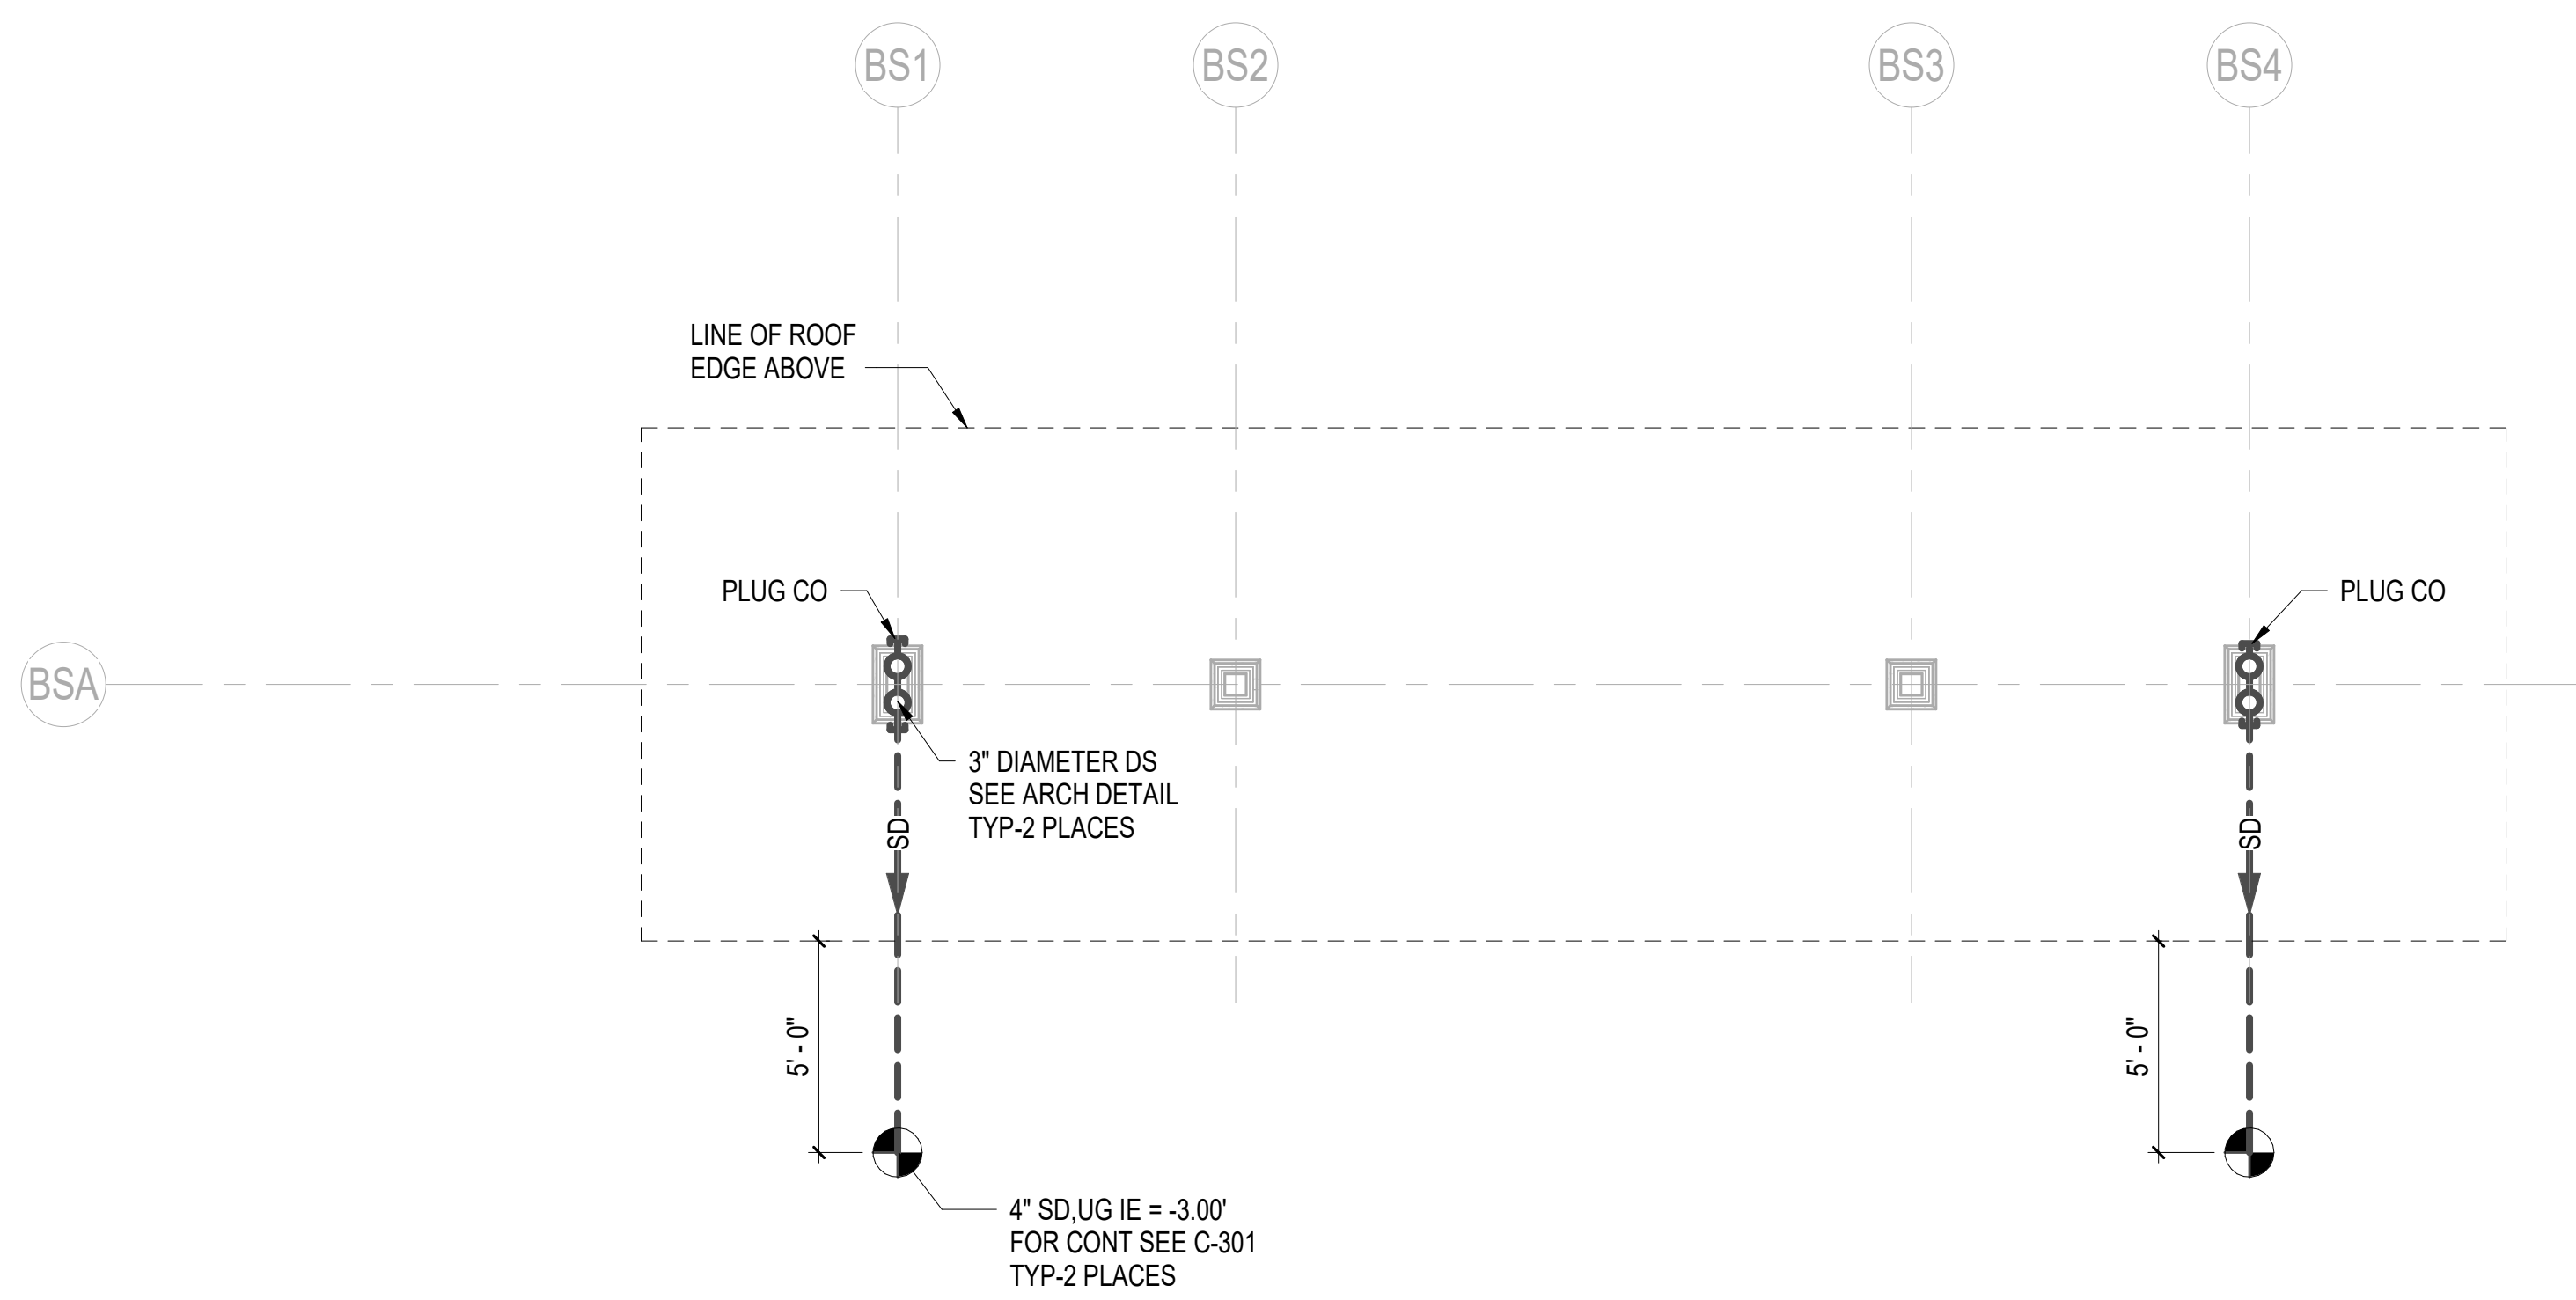 BS1
BS2
BS3
BS4
LINE OF ROOF
EDGE ABOVE
PLUG CO
PLUG CO
BSA
3" DIAMETER DS
SEE ARCH DETAIL
TYP-2 PLACES
SD
SD
5' - 0"
5' - 0"
4" SD,UG IE = -3.00'
FOR CONT SEE C-301
TYP-2 PLACES